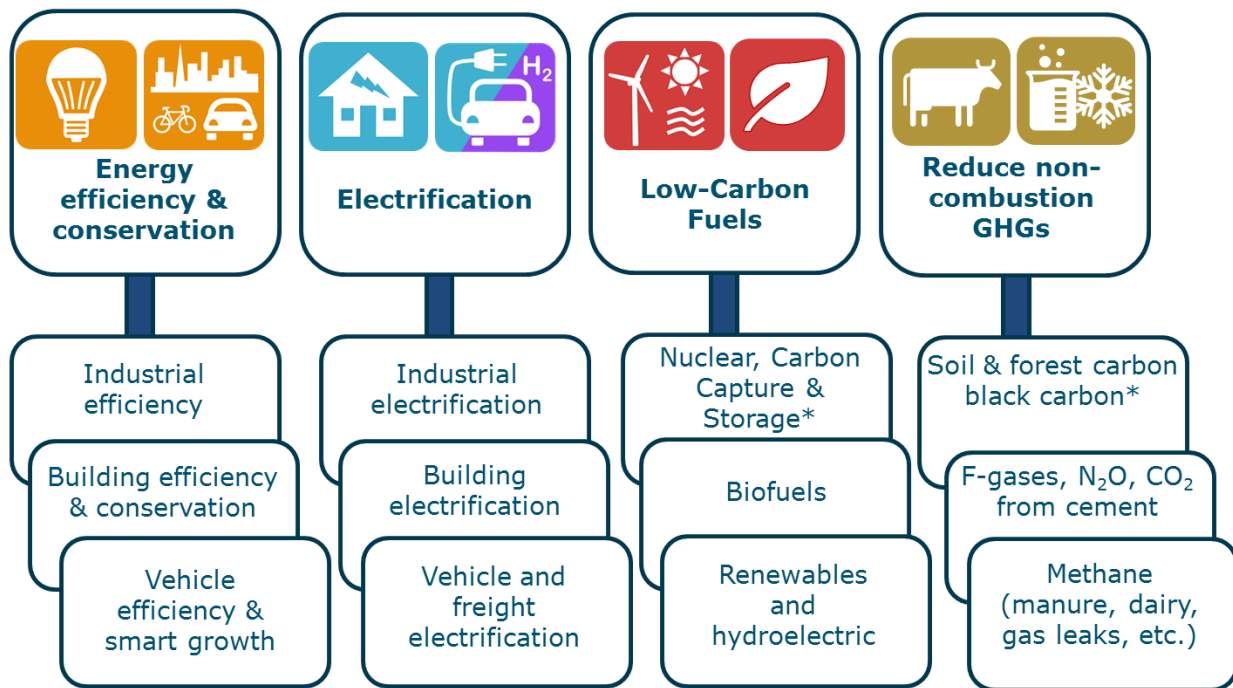 Energy
efficiency &
conservation
Industrial
efficiency
Building efficiency
& conservation
Vehicle
efficiency &
smart growth
H₂
Electrification
Industrial
electrification
Building
electrification
Vehicle and
freight
electrification
Low-Carbon
Fuels
Nuclear, Carbon
Capture &
Storage*
Biofuels
Renewables
and
hydroelectric
Reduce non-
combustion
GHGs
Soil & forest carbon
black carbon*
F-gases, N₂O, CO₂
from cement
Methane
(manure, dairy,
gas leaks, etc.)